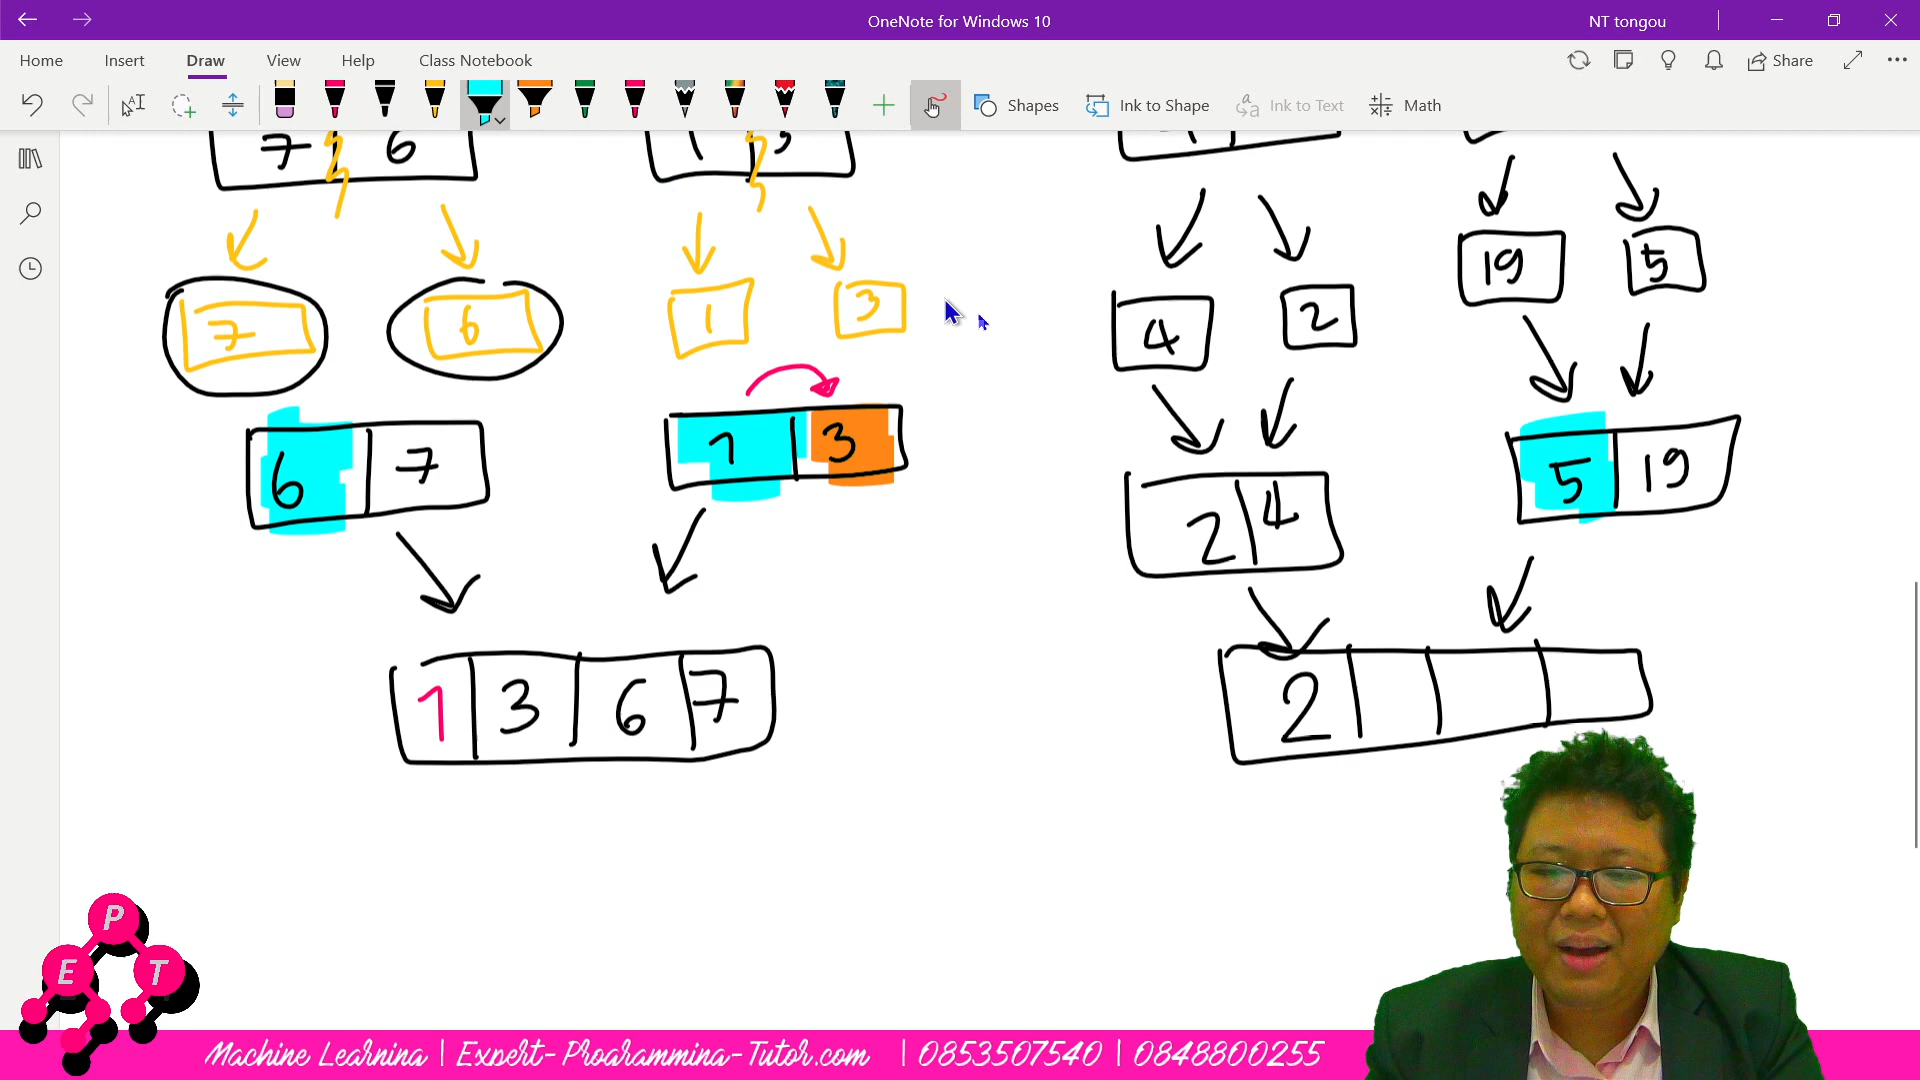 OneNote for Windows 10
NT tongou
Home Insert Draw View Help Class Notebook
Share
Shapes Ink to Shape Ink to Text Math
7 6
19 5
7 6 1 3
4 2
6 7 1 3
2 4 5 19
1 3 6 7
2
P
E T
Machine Learning | Expert-Programming-Tutor.com | 0853507540 | 0848800255